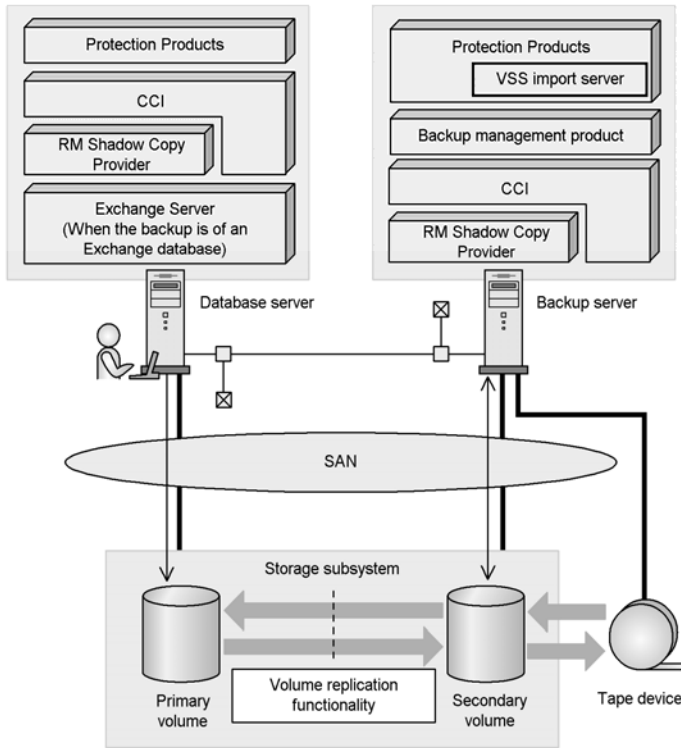 Protection Products
CCI
RM Shadow Copy
Provider
Exchange Server
(When the backup is of an
Exchange database)
Database server
Protection Products
VSS import server
Backup management product
CCI
RM Shadow Copy
Provider
Backup server
SAN
Storage subsystem
Primary
volume
Volume replication
functionality
Secondary
volume
Tape device